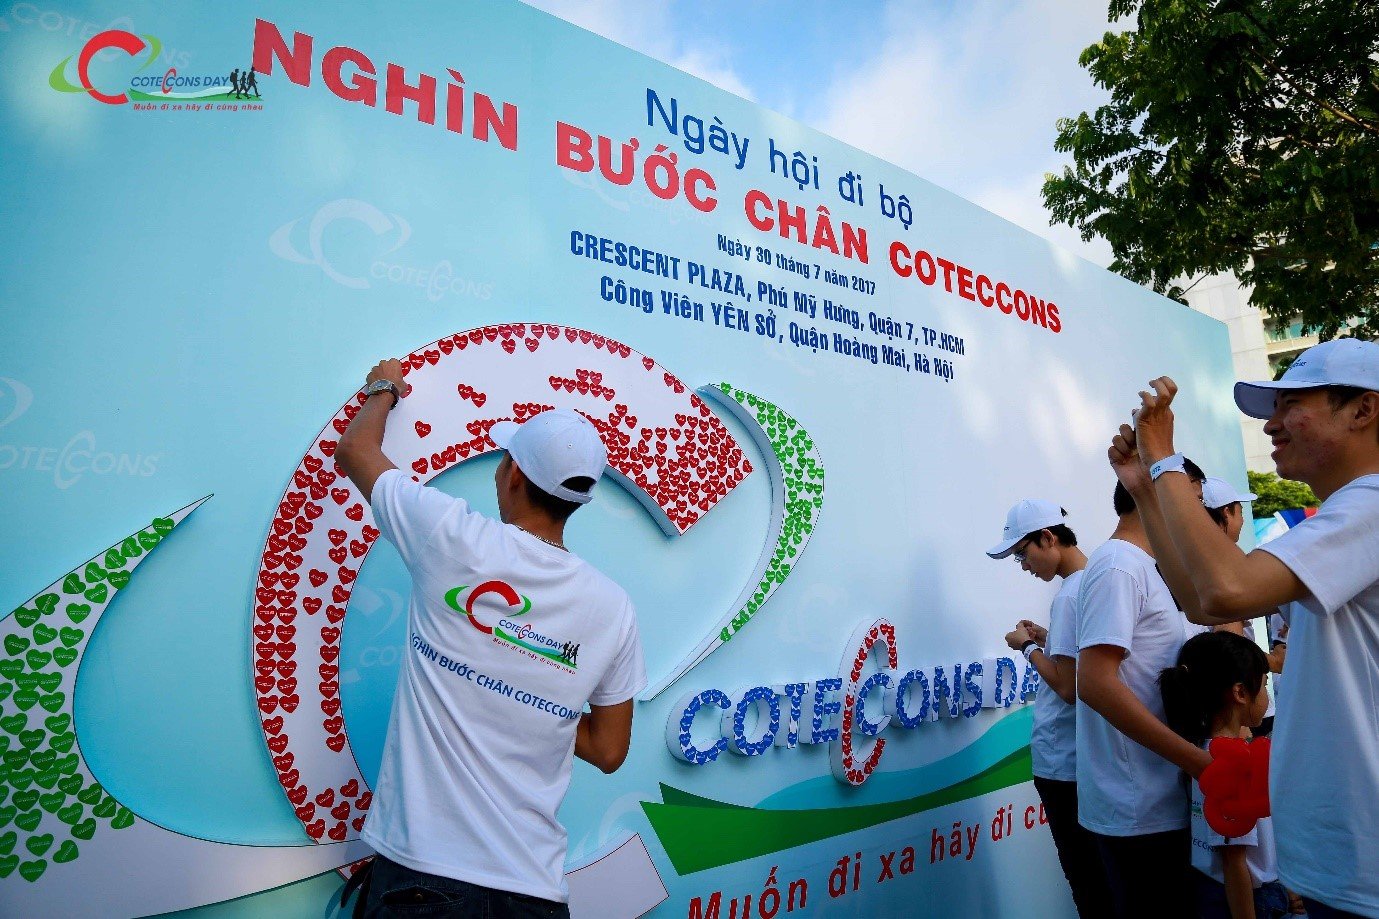 COTECCONS DAY
Muốn đi xa hãy đi cùng nhau
Ngày hội đi bộ
NGHÌN BƯỚC CHÂN COTECCONS
Ngày 30 tháng 7 năm 2017
CRESCENT PLAZA, Phú Mỹ Hưng, Quận 7, TP.HCM
Công Viên YÊN SỞ, Quận Hoàng Mai, Hà Nội
COTECCONS
COTECCONS
COTECCONS DAY
Muốn đi xa hãy đi cùng nhau
NGHÌN BƯỚC CHÂN COTECCONS
COTECCONS DA
Muốn đi xa hãy đi cù